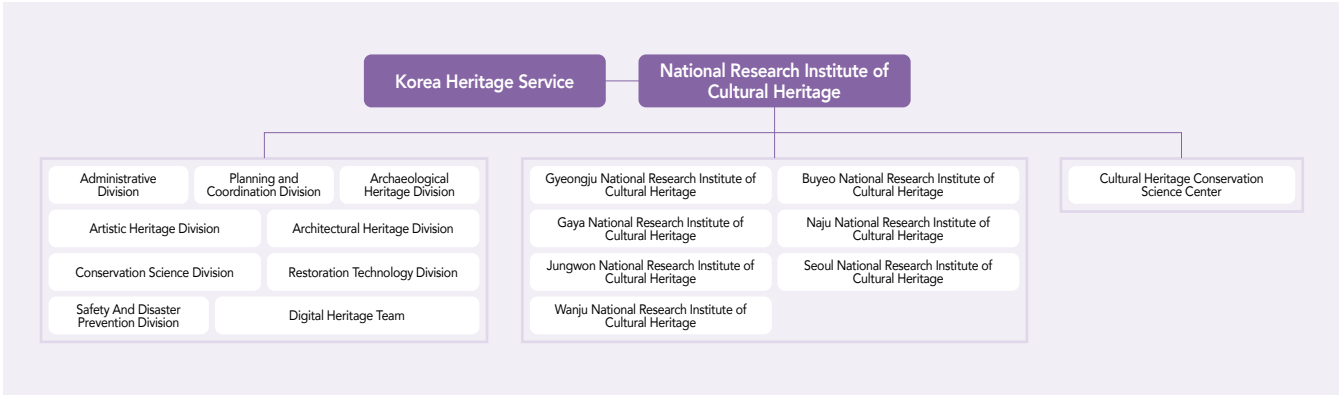 Korea Heritage Service
National Research Institute of
Cultural Heritage
Administrative
Division
Planning and
Coordination Division
Archaeological
Heritage Division
Artistic Heritage Division
Architectural Heritage Division
Conservation Science Division
Restoration Technology Division
Safety And Disaster
Prevention Division
Digital Heritage Team
Gyeongju National Research Institute of
Cultural Heritage
Buyeo National Research Institute of
Cultural Heritage
Gaya National Research Institute of
Cultural Heritage
Naju National Research Institute of
Cultural Heritage
Jungwon National Research Institute of
Cultural Heritage
Seoul National Research Institute of
Cultural Heritage
Wanju National Research Institute of
Cultural Heritage
Cultural Heritage Conservation
Science Center